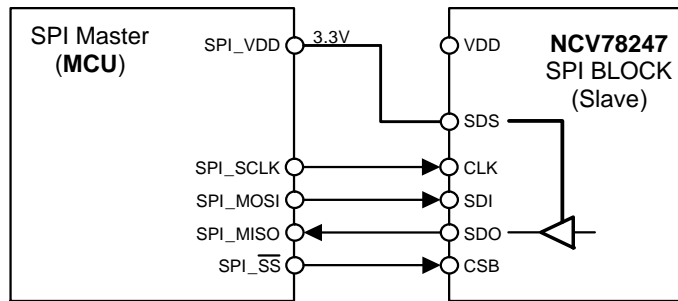 SPI Master
(MCU)
SPI_VDD
3.3V
SPI_SCLK
SPI_MOSI
SPI_MISO
SPI_SS
VDD
NCV78247
SPI BLOCK
(Slave)
SDS
CLK
SDI
SDO
CSB